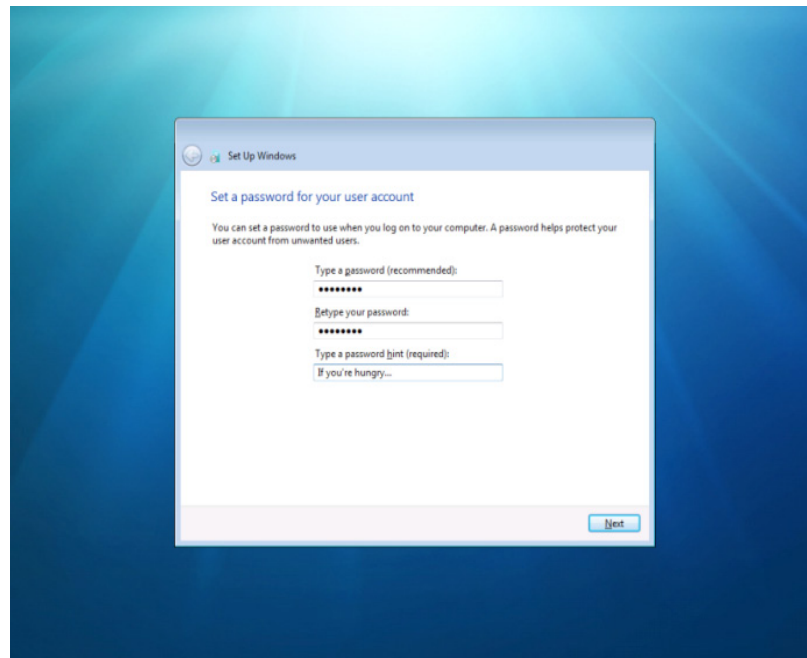 Set Up Windows
Set a password for your user account
You can set a password to use when you log on to your computer. A password helps protect your
user account from unwanted users.
Type a password (recommended):
••••••••
Retype your password:
••••••••
Type a password hint (required):
If you're hungry...
Next